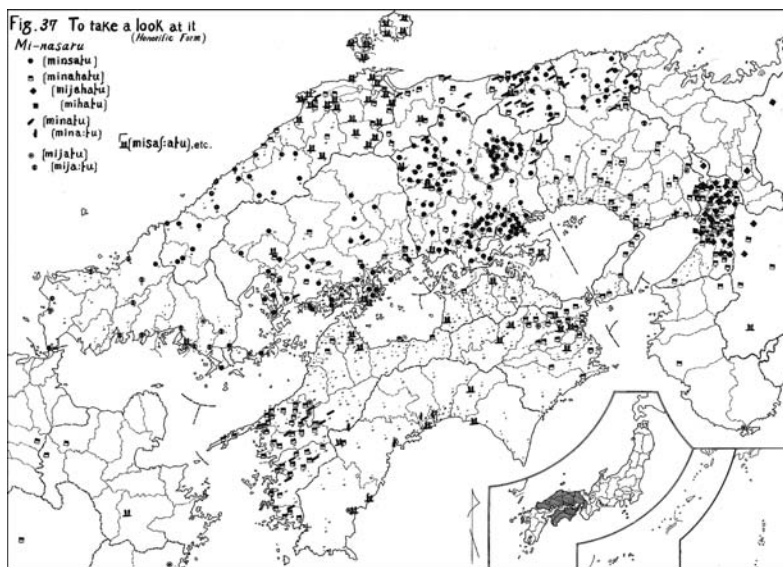 Fig. 37 To take a look at it
(Honorific Form)
Mi-nasaru
(minsaɾu)
(minahaɾu)
(mijahaɾu)
(mihaɾu)
(minaɾu)
(mina:ɾu)
(misaʃ:aɾu), etc.
(mijaɾu)
(mija:ɾu)